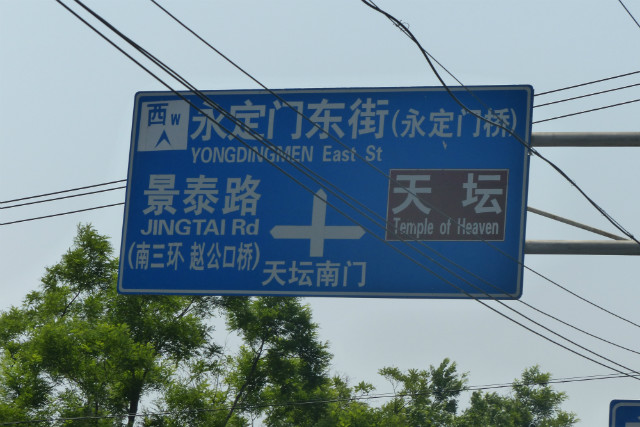 西 W 永定门东街(永定门桥)
YONGDINGMEN East St
景泰路
JINGTAI Rd
(南三环 赵公口桥)
天坛
Temple of Heaven
天坛南门